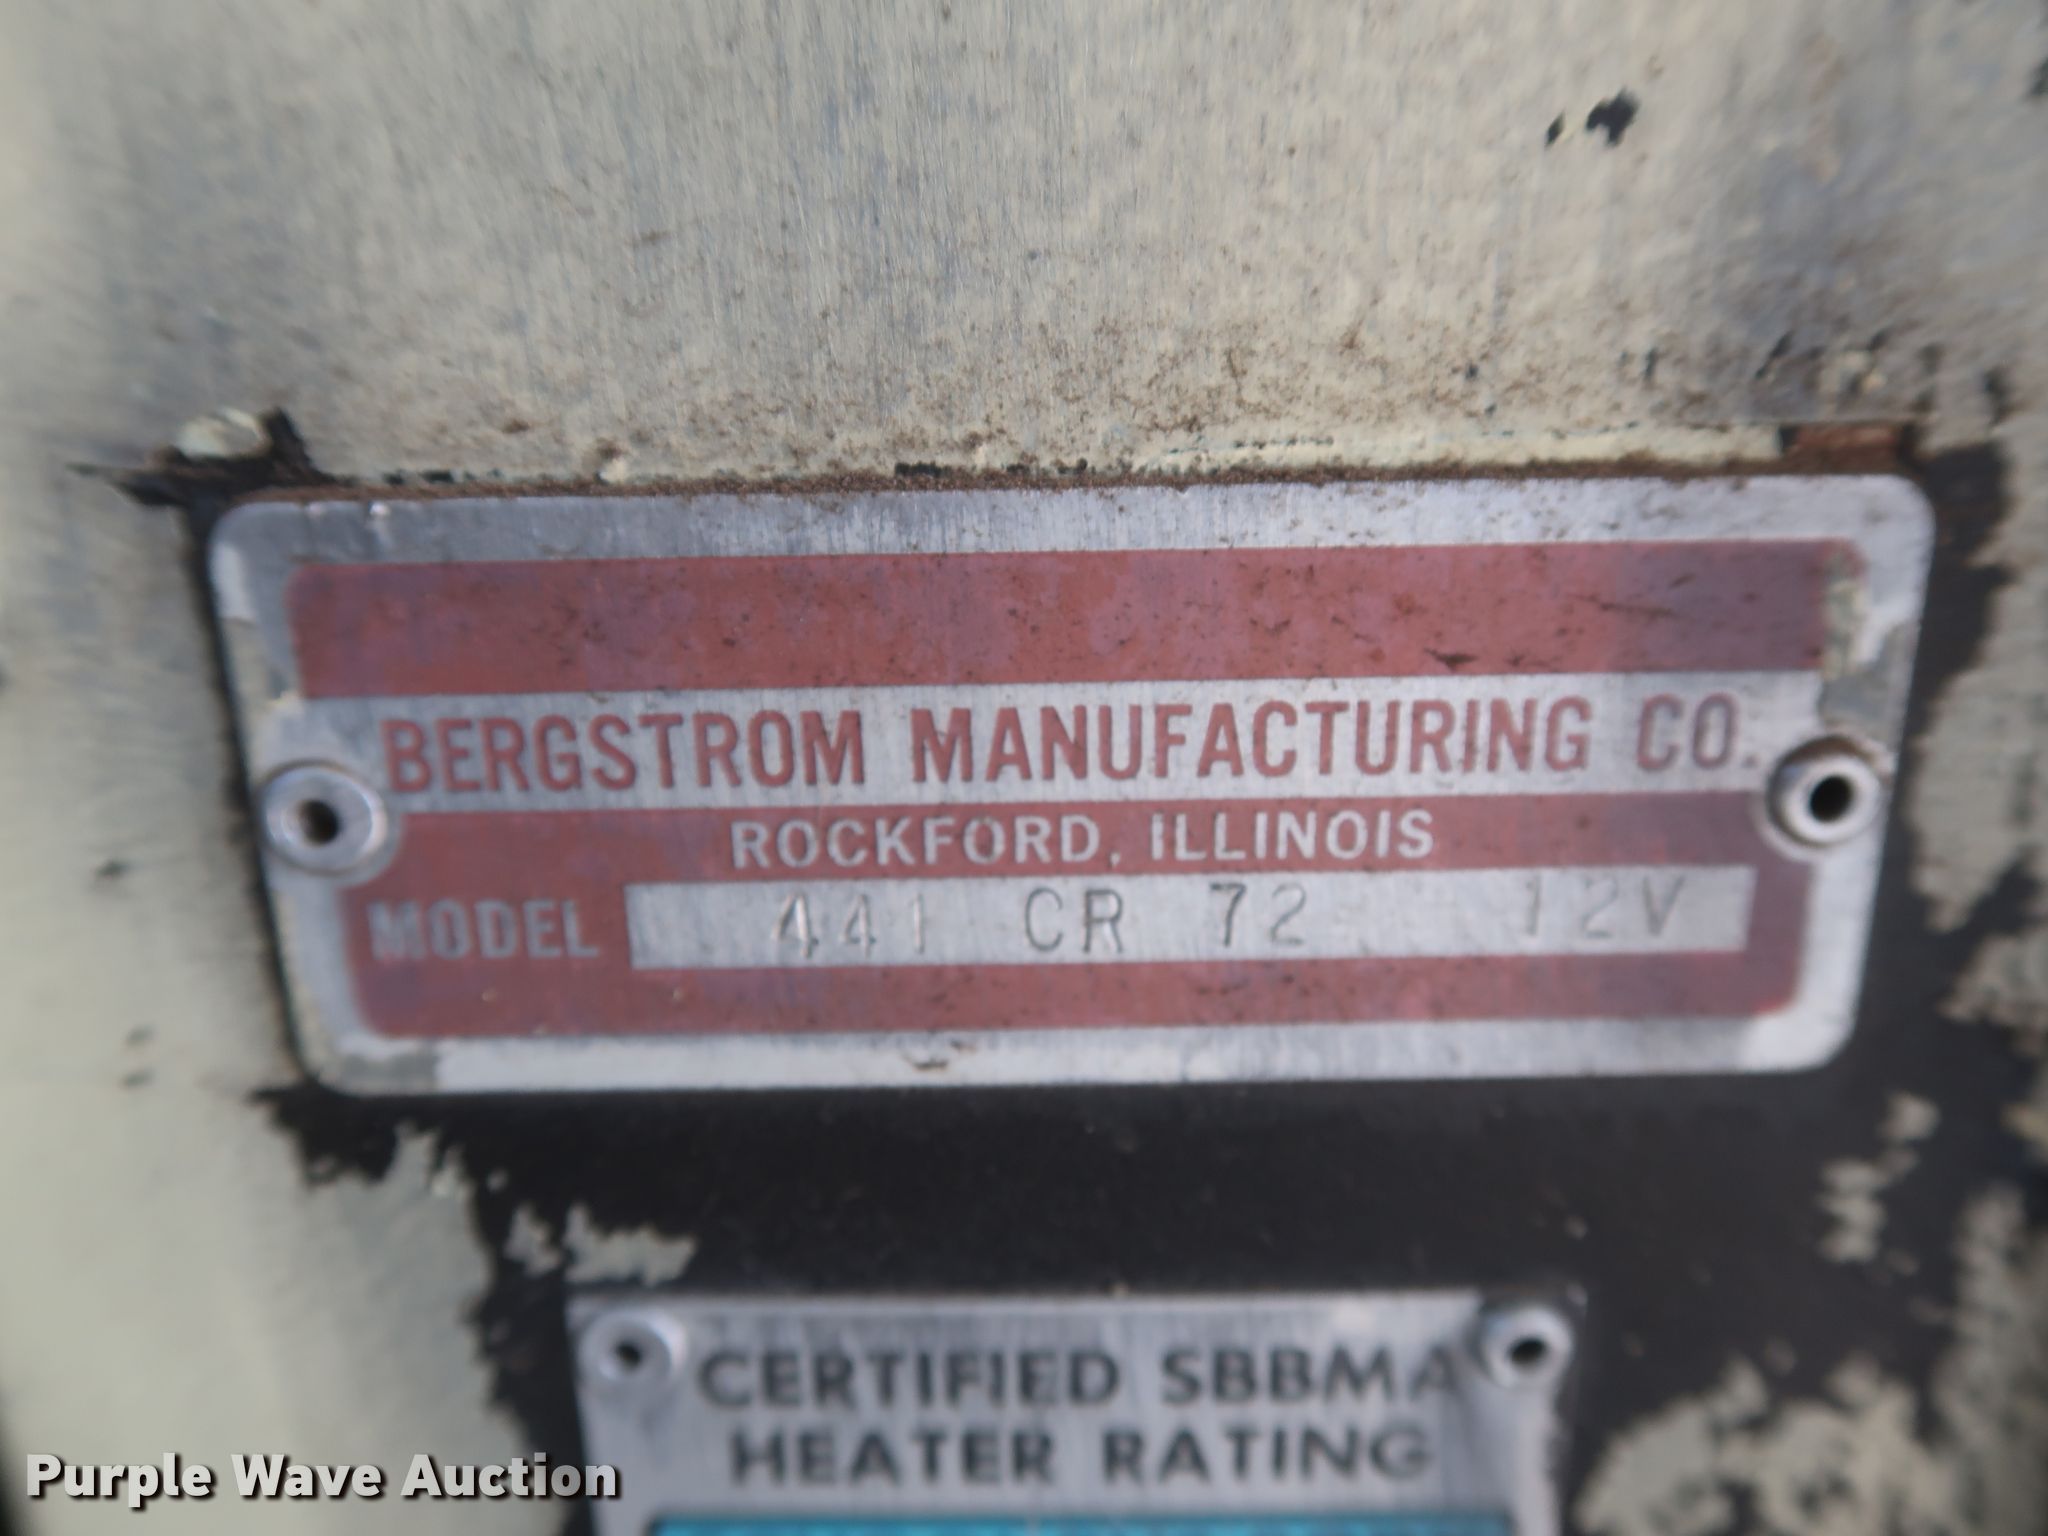 BERGSTROM MANUFACTURING CO.
ROCKFORD, ILLINOIS
MODEL 441 CR 72 12V
CERTIFIED SBBMA
HEATER RATING
Purple Wave Auction